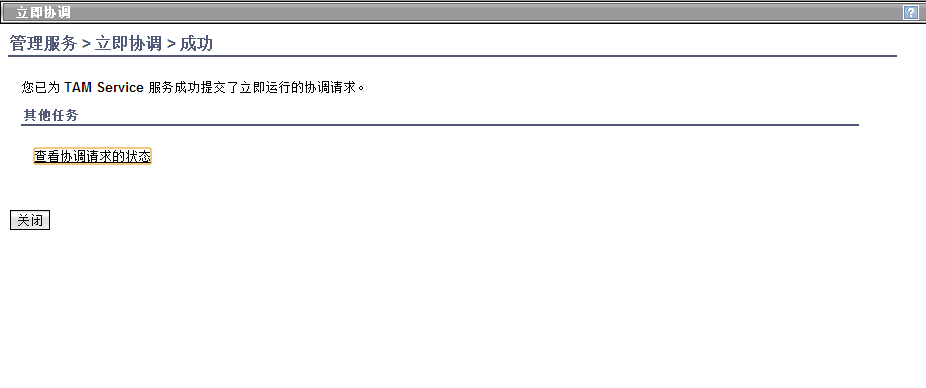 立即协调
?
管理服务 > 立即协调 > 成功
您已为 TAM Service 服务成功提交了立即运行的协调请求。
其他任务
查看协调请求的状态
关闭